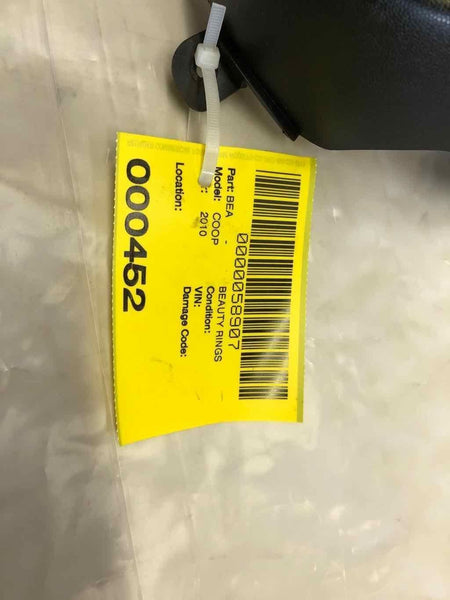 0000058907
Part: BEA - BEAUTY RINGS
Model: COOP Condition:
: 2010 VIN:
Damage Code:
Location:
000452